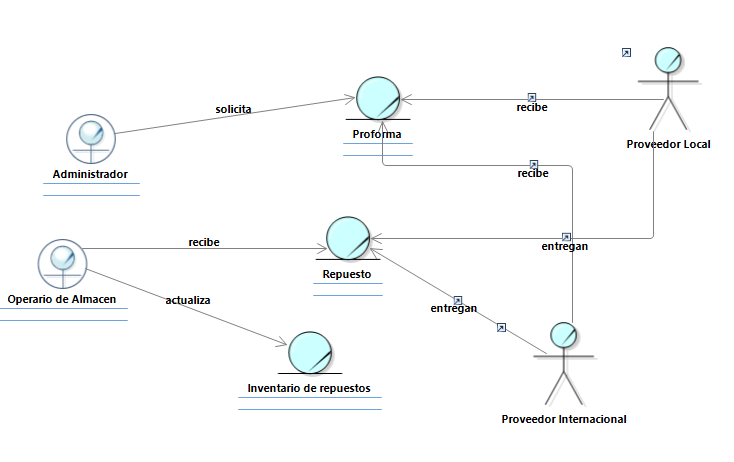 solicita
recibe
Proforma
Proveedor Local
Administrador
recibe
recibe
entregan
Repuesto
Operario de Almacen
actualiza
entregan
Inventario de repuestos
Proveedor Internacional